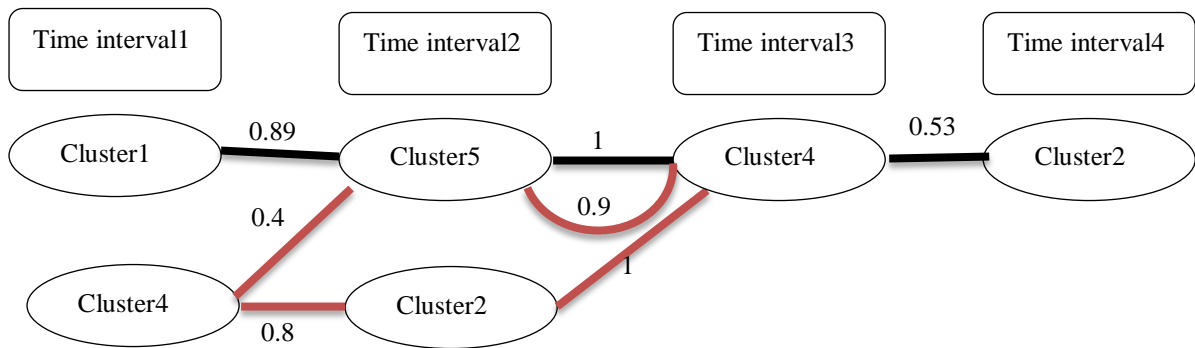 Time interval1
Time interval2
Time interval3
Time interval4
Cluster1
0.89
Cluster5
1
Cluster4
0.53
Cluster2
0.4
0.9
1
Cluster4
0.8
Cluster2